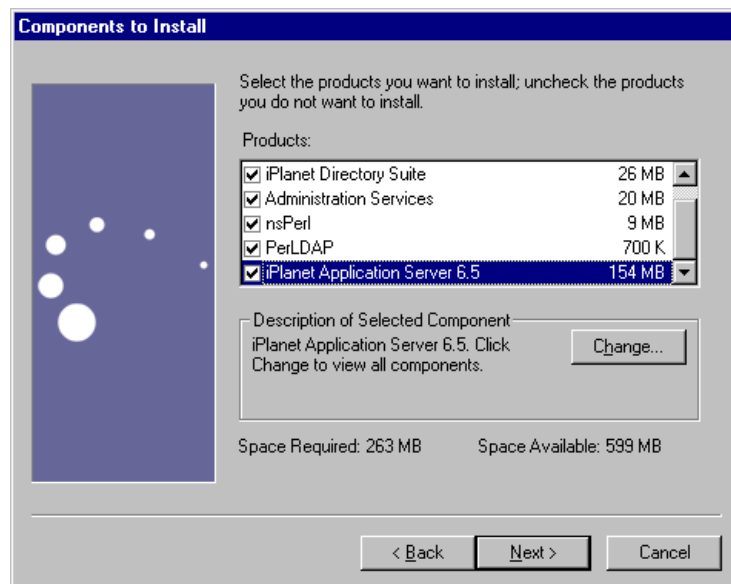 Components to Install
Select the products you want to install; uncheck the products
you do not want to install.
Products:
iPlanet Directory Suite 26 MB
Administration Services 20 MB
nsPerl 9 MB
PerLDAP 700 K
iPlanet Application Server 6.5 154 MB
Description of Selected Component
iPlanet Application Server 6.5. Click
Change to view all components.
Change...
Space Required: 263 MB Space Available: 599 MB
< Back Next > Cancel